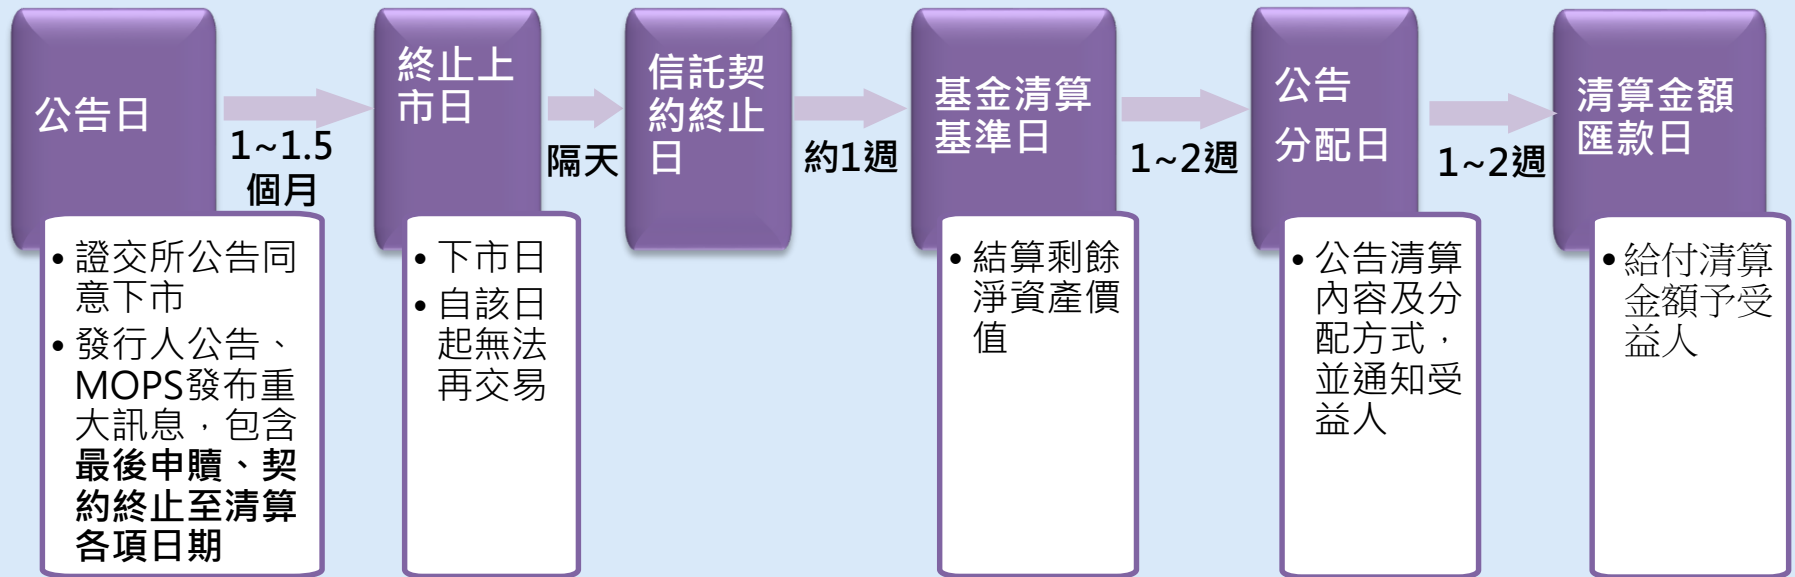 公告日
1~1.5
個月
• 證交所公告同
意下市
• 發行人公告、
MOPS發布重
大訊息，包含
最後申贖、契
約終止至清算
各項日期
終止上
市日
隔天
• 下市日
• 自該日
起無法
再交易
信託契
約終止
日
約1週
基金清算
基準日
1~2週
• 結算剩餘
淨資產價
值
公告
分配日
1~2週
• 公告清算
內容及分
配方式，
並通知受
益人
清算金額
匯款日
• 給付清算
金額予受
益人